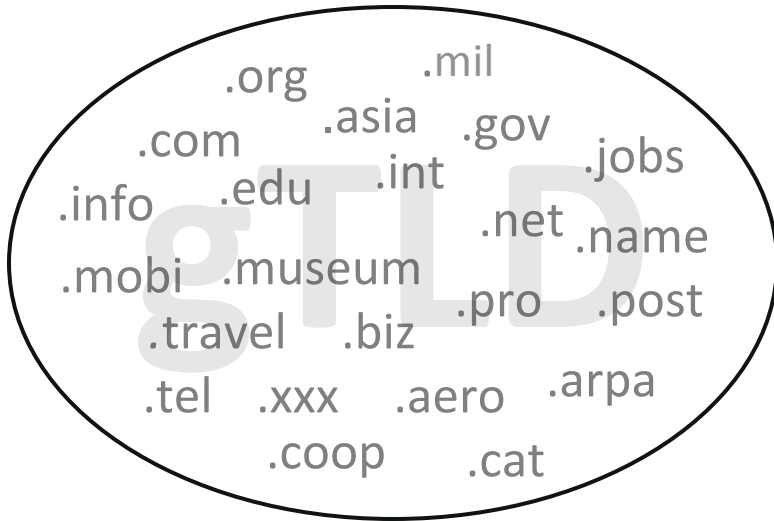 .org .mil
.asia .gov
.com .jobs
.int
.info .edu
.net .name
.mobi .museum
.pro .post
.travel .biz
.tel .xxx .aero .arpa
.coop .cat
gTLD